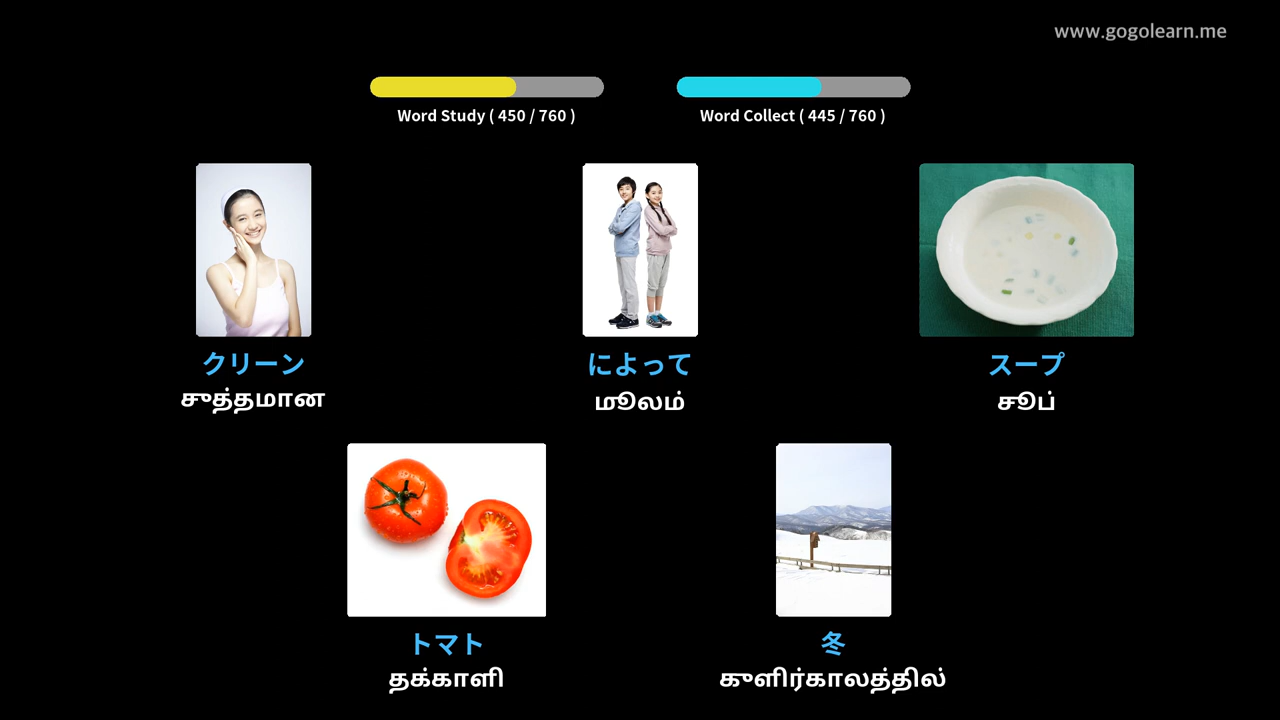 www.gogolearn.me
Word Study ( 450 / 760 )
Word Collect ( 445 / 760 )
クリーン
சுத்தமான
によって
மூலம்
スープ
சூப்
トマト
தக்காளி
冬
குளிர்காலத்தில்